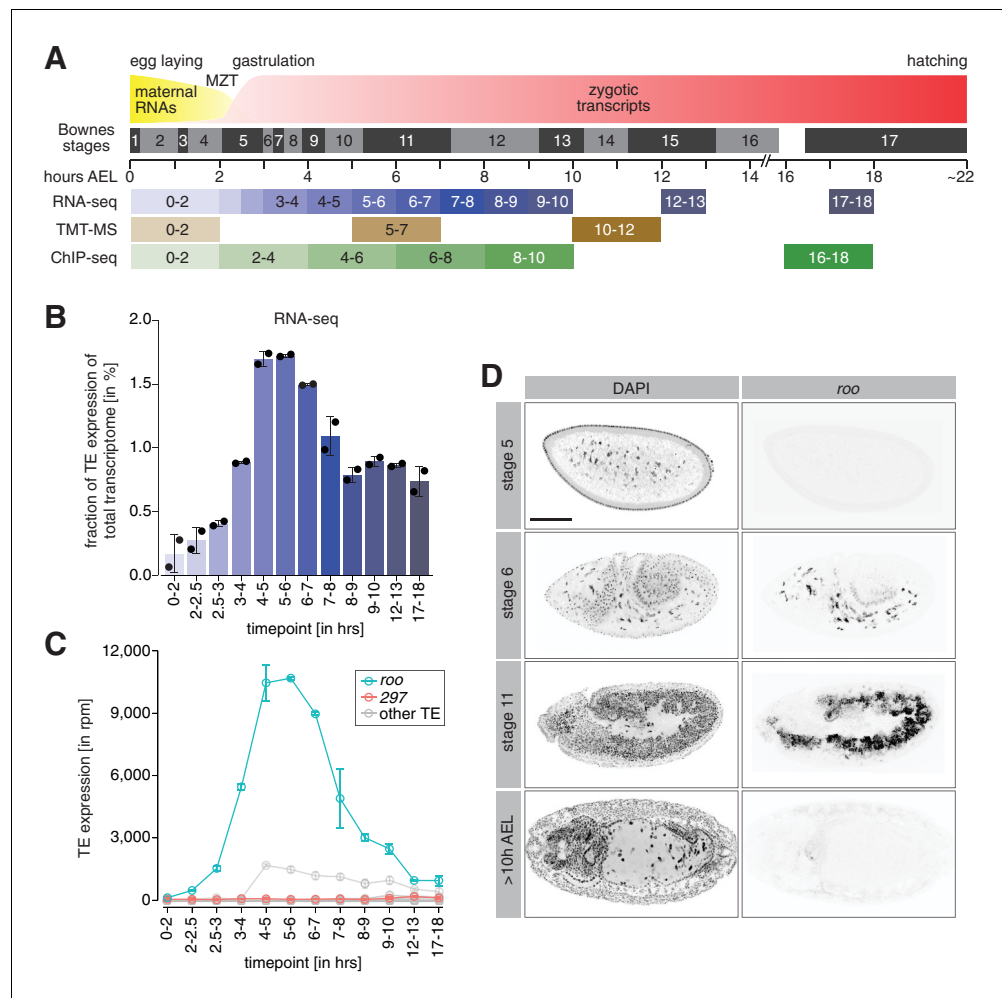 A
egg laying
MZT
gastrulation
hatching
maternal
RNAs
zygotic
transcripts
Bownes
stages
1 2 3 4 5 6 7 8 9 10 11 12 13 14 15 16 17
hours AEL
0 2 4 6 8 10 12 14 16 18 ~22
RNA-seq 0-2 3-4 4-5 5-6 6-7 7-8 8-9 9-10 12-13 17-18
TMT-MS 0-2 5-7 10-12
ChIP-seq 0-2 2-4 4-6 6-8 8-10 16-18
B
RNA-seq
fraction of TE expression of
total transcriptome [in %]
2.0
1.5
1.0
0.5
0.0
0-2 2-2.5 2.5-3 3-4 4-5 5-6 6-7 7-8 8-9 9-10 12-13 17-18
timepoint [in hrs]
C
TE expression [in rpm]
12,000
9,000
6,000
3,000
0
roo
297
other TE
0-2 2-2.5 2.5-3 3-4 4-5 5-6 6-7 7-8 8-9 9-10 12-13 17-18
timepoint [in hrs]
D
DAPI roo
stage 5
stage 6
stage 11
>10h AEL